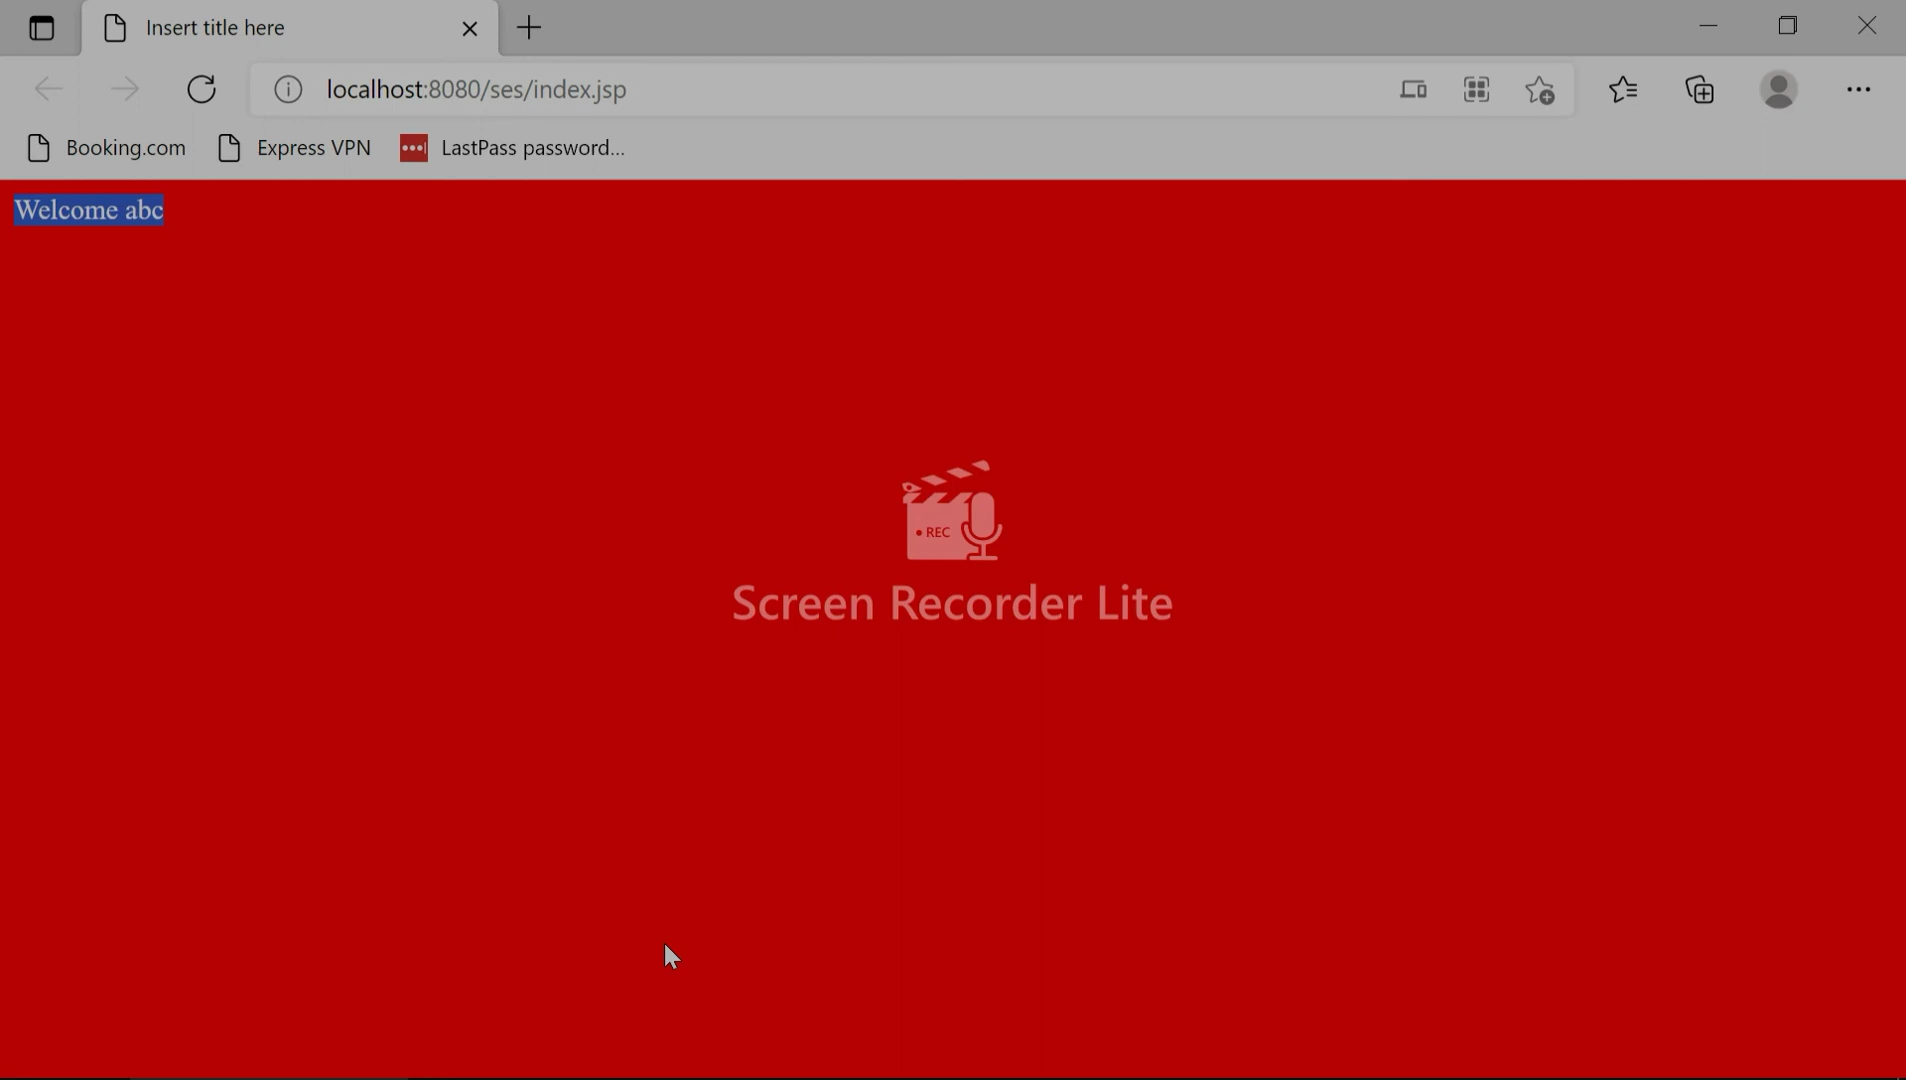 Insert title here
localhost:8080/ses/index.jsp
Booking.com
Express VPN
LastPass password...
Welcome abc
REC
Screen Recorder Lite